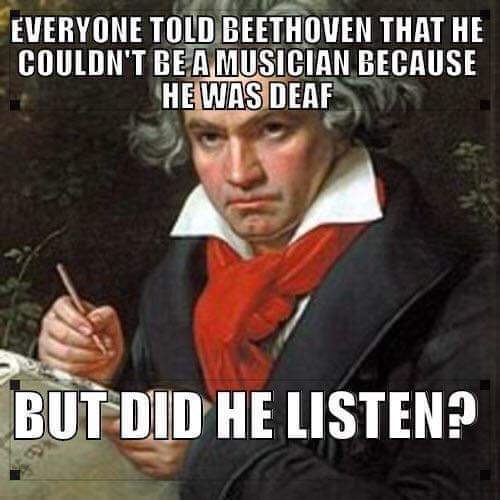 EVERYONE TOLD BEETHOVEN THAT HE
COULDN'T BE A MUSICIAN BECAUSE
HE WAS DEAF
BUT DID HE LISTEN?